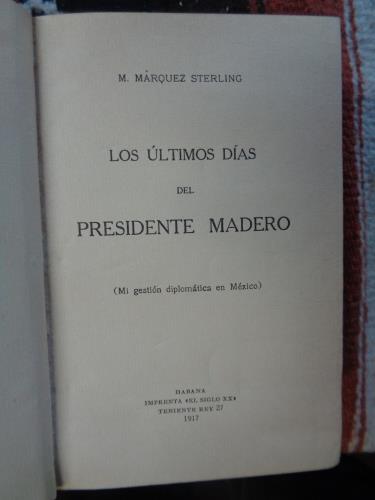 M. MÁRQUEZ STERLING
LOS ÚLTIMOS DÍAS
DEL
PRESIDENTE MADERO
(Mi gestión diplomática en México)
HABANA
IMPRENTA «EL SIGLO XX»
TENIENTE REY 27
1917